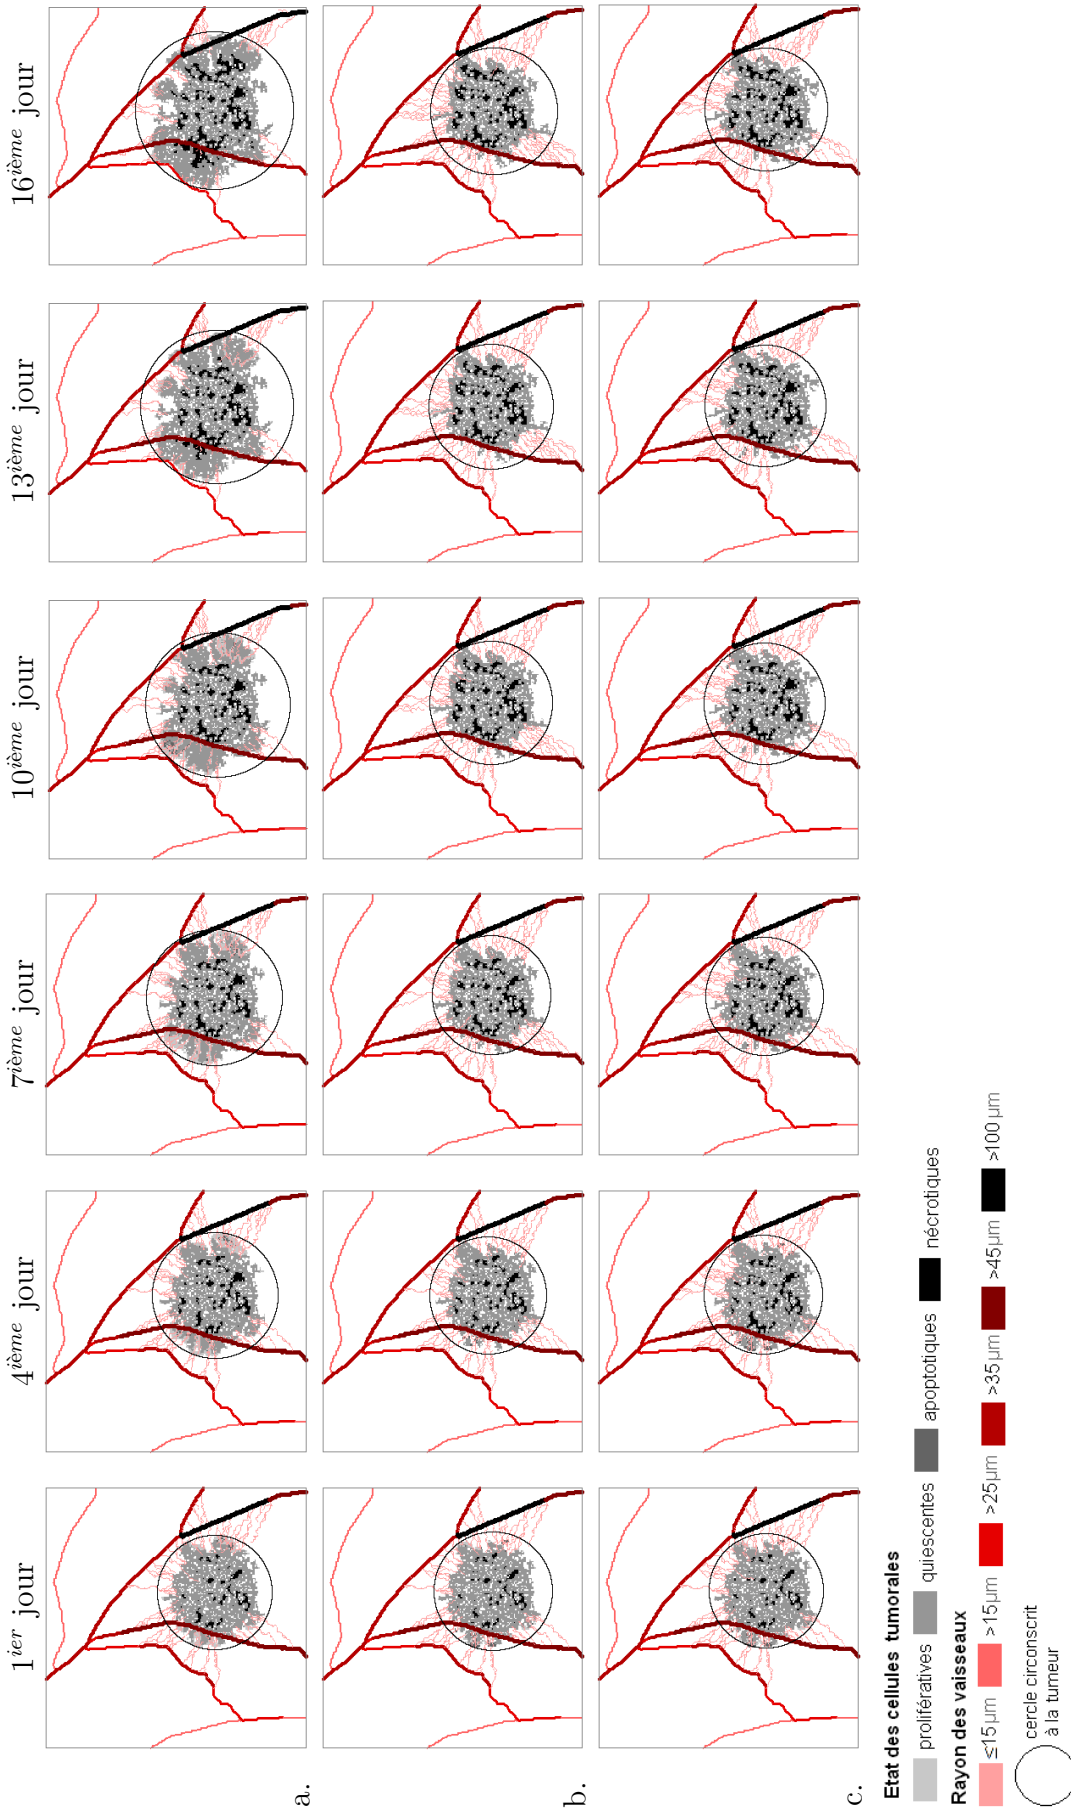 1ier jour 4ième jour 7ième jour 10ième jour 13ième jour 16ième jour
a.
b.
c.
Etat des cellules tumorales
prolifératives quiescentes apoptotiques nécrotiques
Rayon des vaisseaux
≤15µm >15µm >25µm >35µm >45µm >100µm
cercle circonscrit
à la tumeur